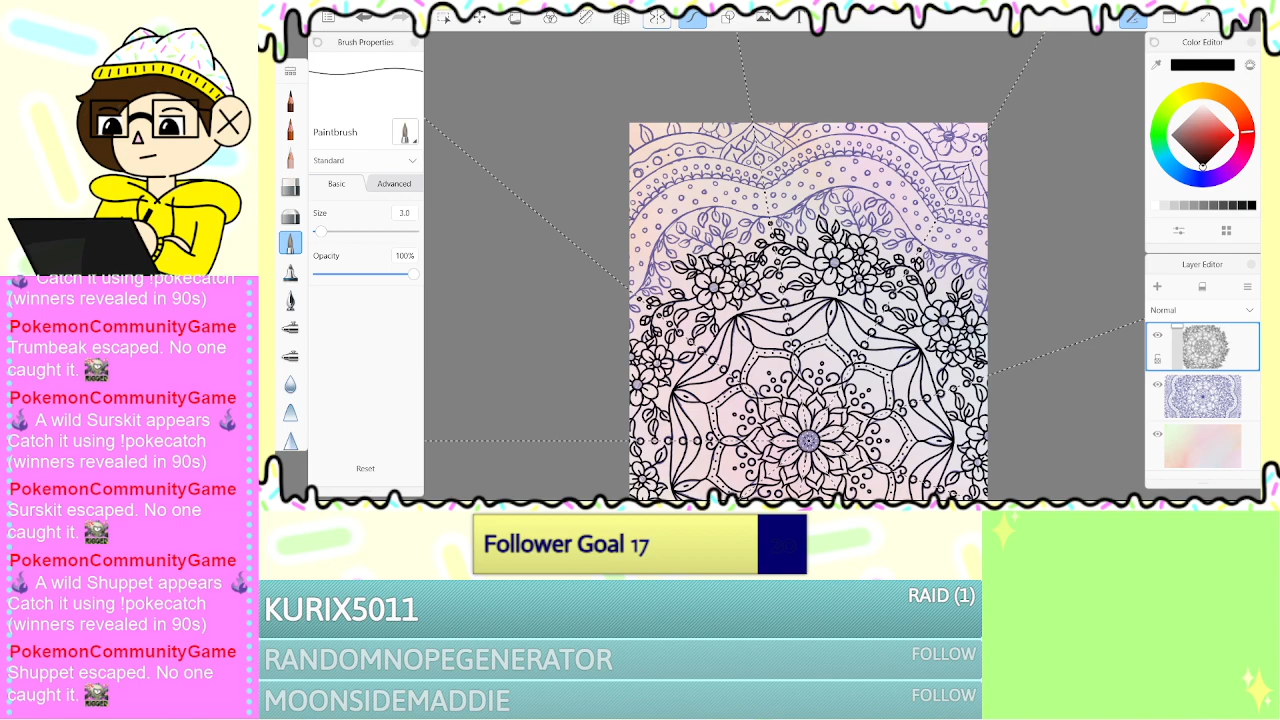 Catch it using !pokecatch
(winners revealed in 90s)
PokemonCommunityGame
Trumbeak escaped. No one
caught it.
PokemonCommunityGame
A wild Surskit appears
Catch it using !pokecatch
(winners revealed in 90s)
PokemonCommunityGame
Surskit escaped. No one
caught it.
PokemonCommunityGame
A wild Shuppet appears
Catch it using !pokecatch
(winners revealed in 90s)
PokemonCommunityGame
Shuppet escaped. No one
caught it.
Brush Properties
Paintbrush
Standard
Basic
Advanced
Size
3.0
Opacity
100%
Reset
Color Editor
Layer Editor
Normal
Follower Goal 17
KURIX5011
RAID (1)
RANDOMNOPEGENERATOR
FOLLOW
MOONSIDEMADDIE
FOLLOW